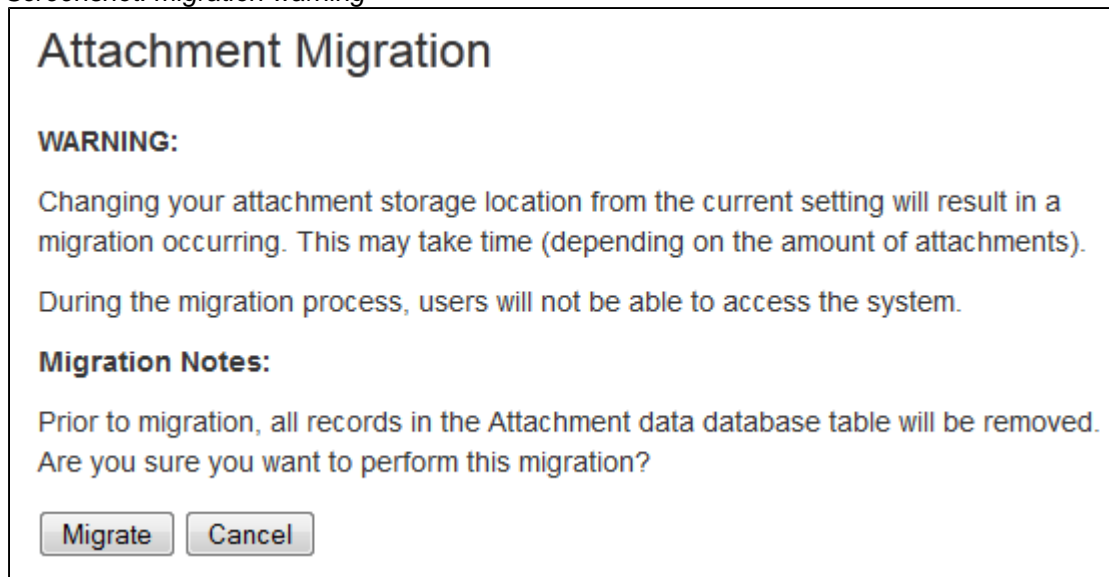 Screenshot: migration warning
Attachment Migration
WARNING:
Changing your attachment storage location from the current setting will result in a
migration occurring. This may take time (depending on the amount of attachments).
During the migration process, users will not be able to access the system.
Migration Notes:
Prior to migration, all records in the Attachment data database table will be removed.
Are you sure you want to perform this migration?
Migrate Cancel